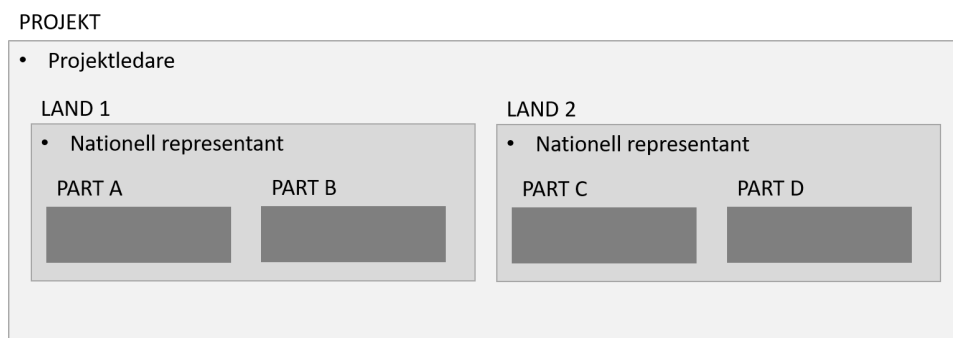 PROJEKT
• Projektledare
LAND 1
LAND 2
• Nationell representant
• Nationell representant
PART A
PART B
PART C
PART D